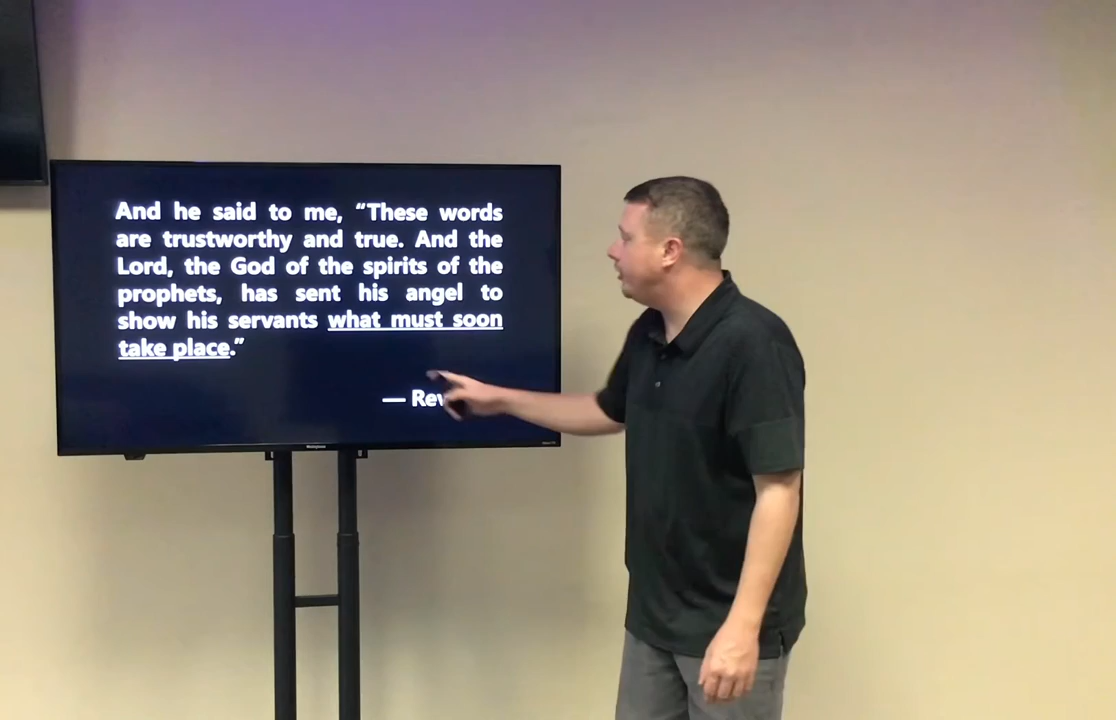 And he said to me, “These words
are trustworthy and true. And the
Lord, the God of the spirits of the
prophets, has sent his angel to
show his servants what must soon
take place.”
—